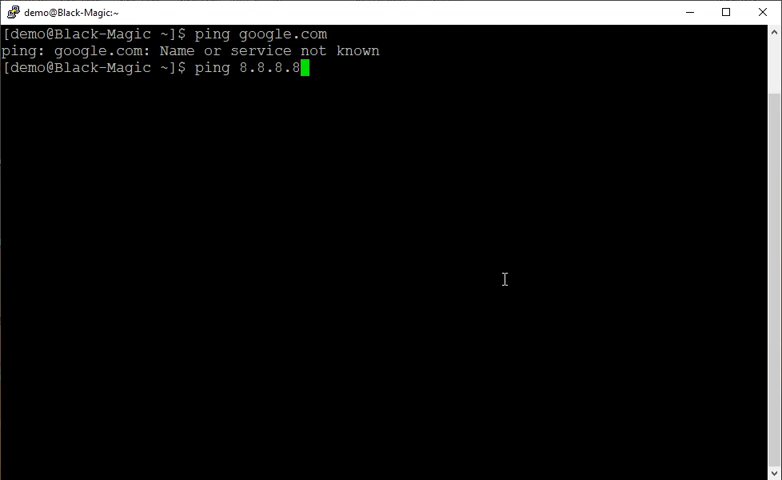 demo@Black-Magic:~
[demo@Black-Magic ~]$ ping google.com
ping: google.com: Name or service not known
[demo@Black-Magic ~]$ ping 8.8.8.8